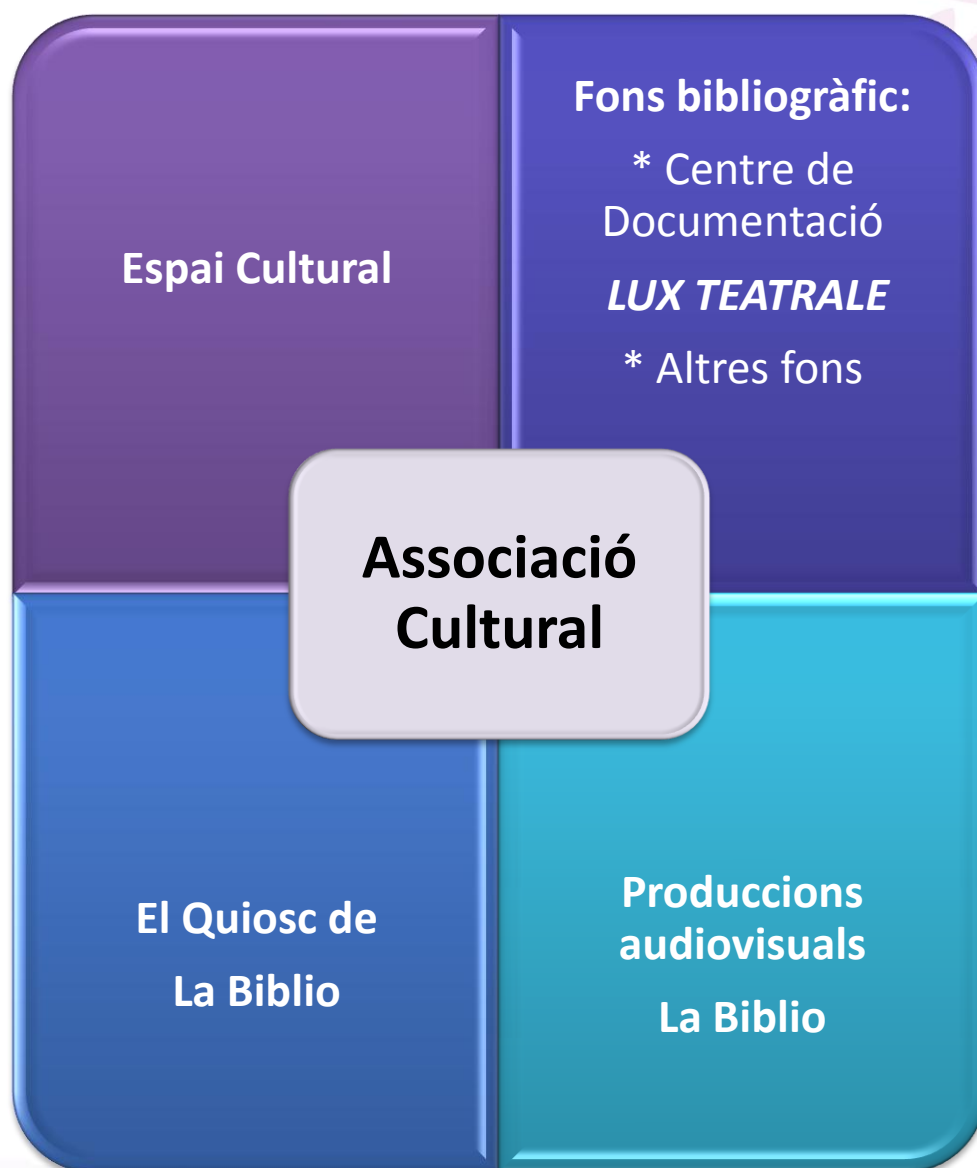 Espai Cultural
Fons bibliogràfic:
* Centre de
Documentació
LUX TEATRALE
* Altres fons
Associació
Cultural
El Quiosc de
La Biblio
Produccions
audiovisuals
La Biblio